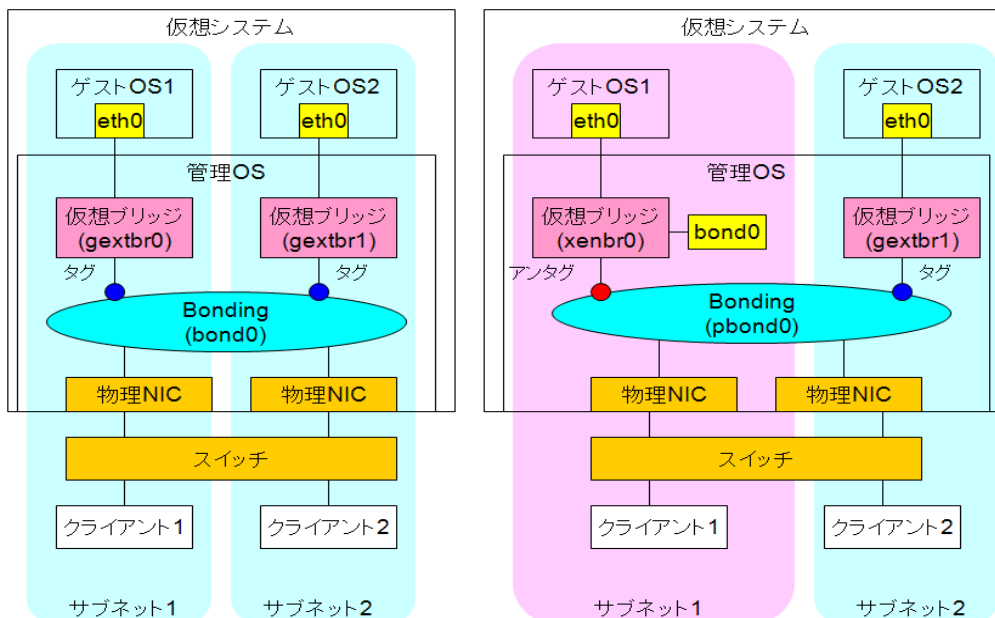 仮想システム
ゲストOS1
ゲストOS2
eth0
eth0
管理OS
仮想ブリッジ
(gextbr0)
仮想ブリッジ
(gextbr1)
タグ
タグ
Bonding
(bond0)
物理NIC
物理NIC
スイッチ
クライアント1
クライアント2
サブネット1
サブネット2
仮想システム
ゲストOS1
ゲストOS2
eth0
eth0
管理OS
仮想ブリッジ
(xenbr0)
bond0
仮想ブリッジ
(gextbr1)
アンタグ
タグ
Bonding
(pbond0)
物理NIC
物理NIC
スイッチ
クライアント1
クライアント2
サブネット1
サブネット2